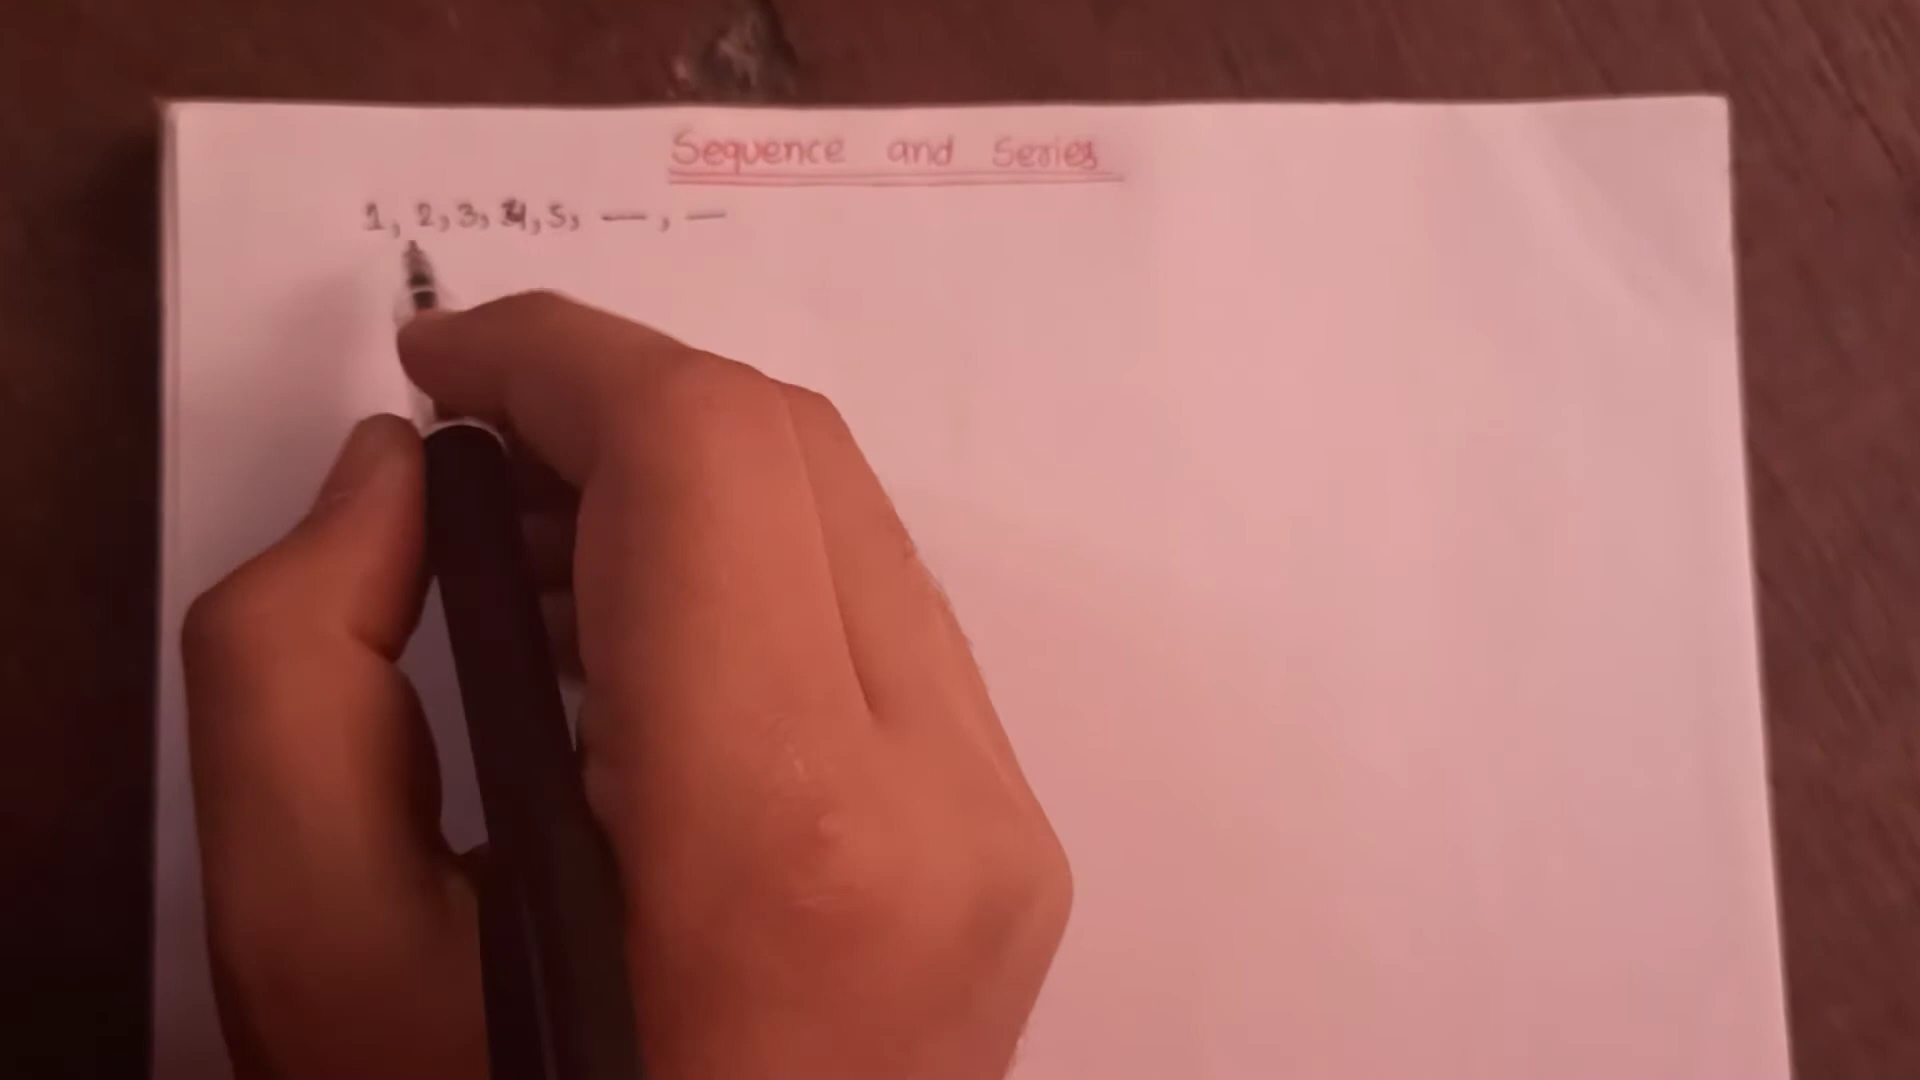 Sequence and Series
1, 2, 3, 4, 5, —, —